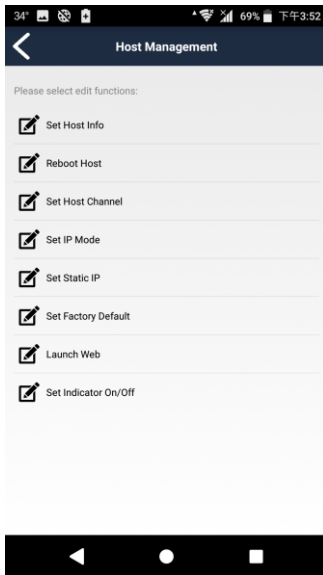 34° 69% 下午3:52
Host Management
Please select edit functions:
Set Host Info
Reboot Host
Set Host Channel
Set IP Mode
Set Static IP
Set Factory Default
Launch Web
Set Indicator On/Off